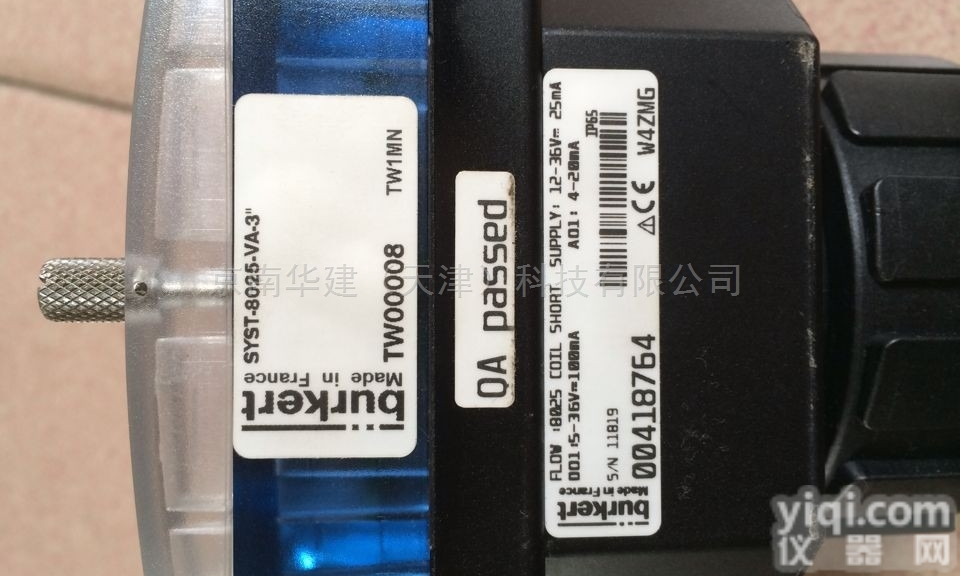 burkert
Made in France
SYST-8025-VA-3"
TW00008 TW1MN
QA passed
burkert
Made in France
FLOW :8025 COIL SHORT SUPPLY: 12-36V⎓ 25mA
DO1:5-36V⎓100mA AO1: 4-20mA
S/N 11819 IP65
00418764 W4ZMG
CE
京南华建 天津 科技有限公司
yiqi.com
仪器网